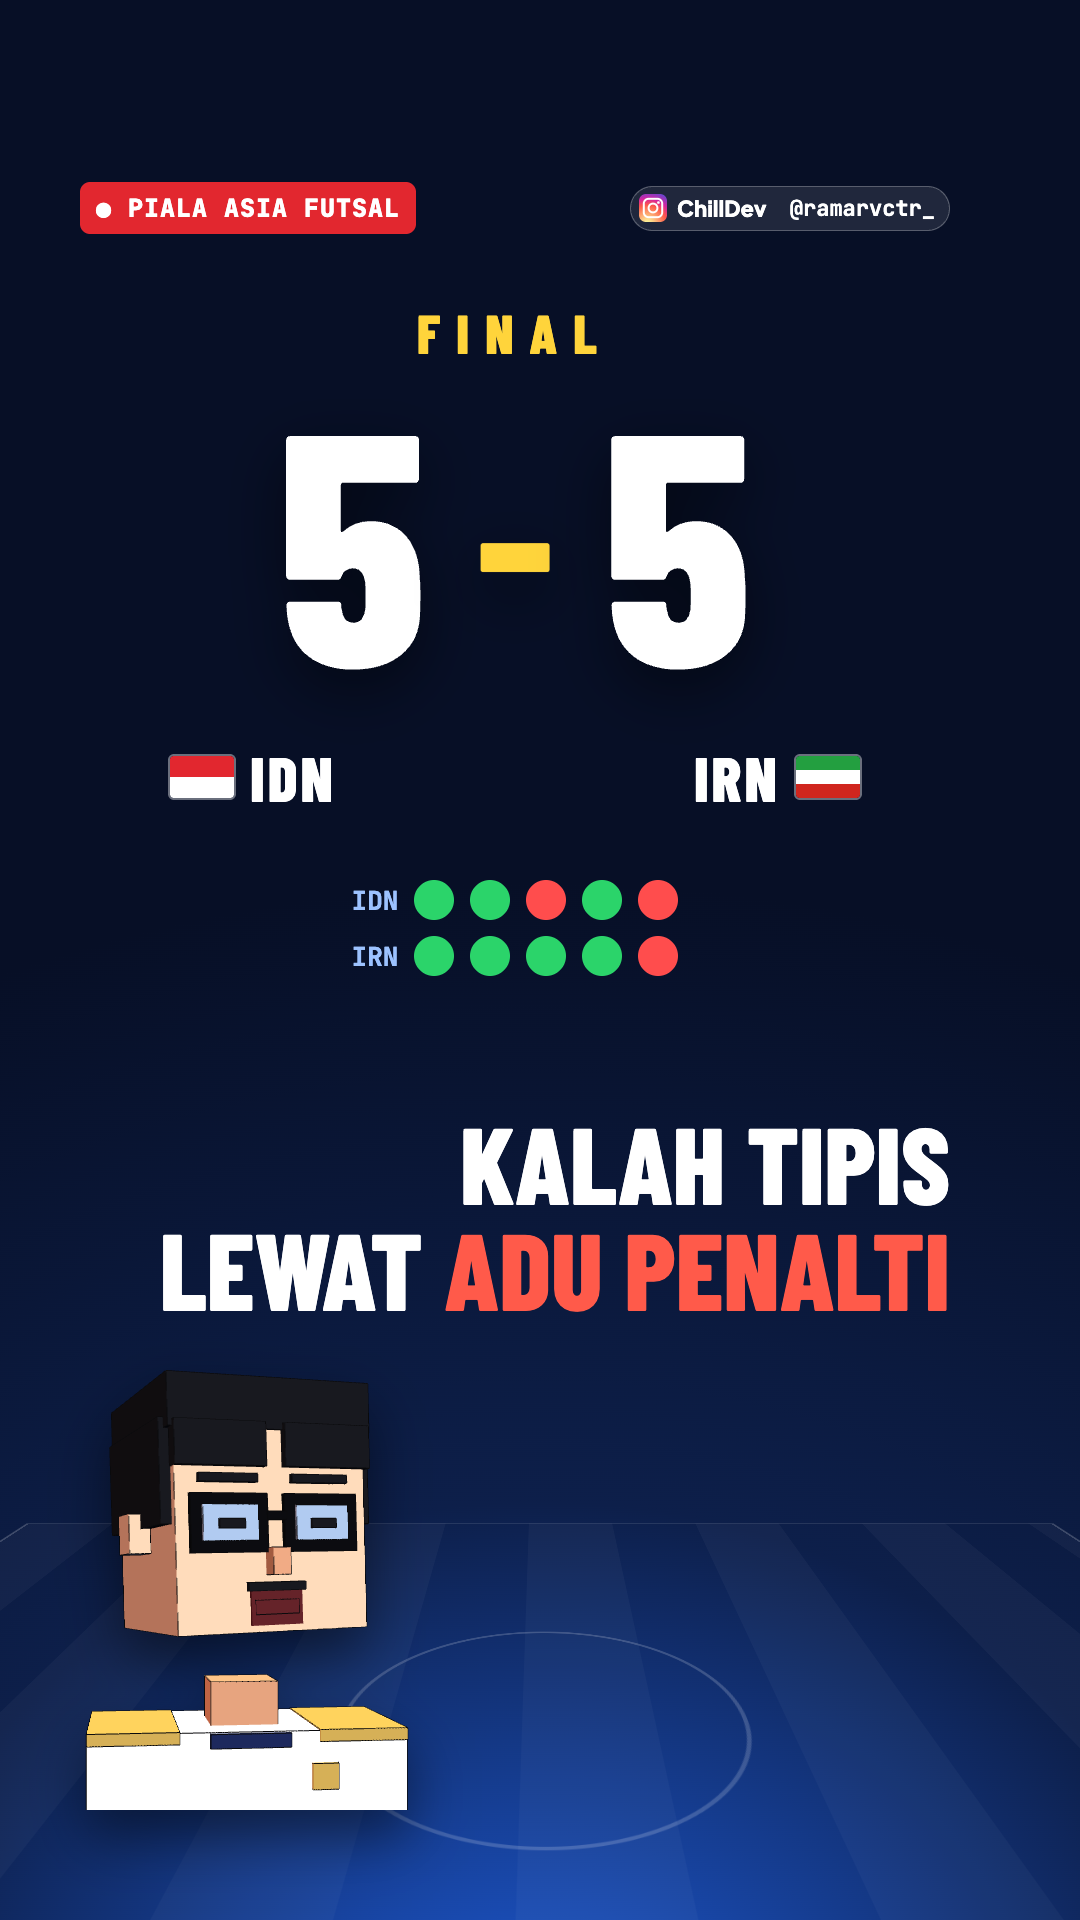 PIALA ASIA FUTSAL
ChillDev @ramarvctr_
FINAL
5-5
IDN
IRN
IDN
IRN
KALAH TIPIS
LEWAT ADU PENALTI